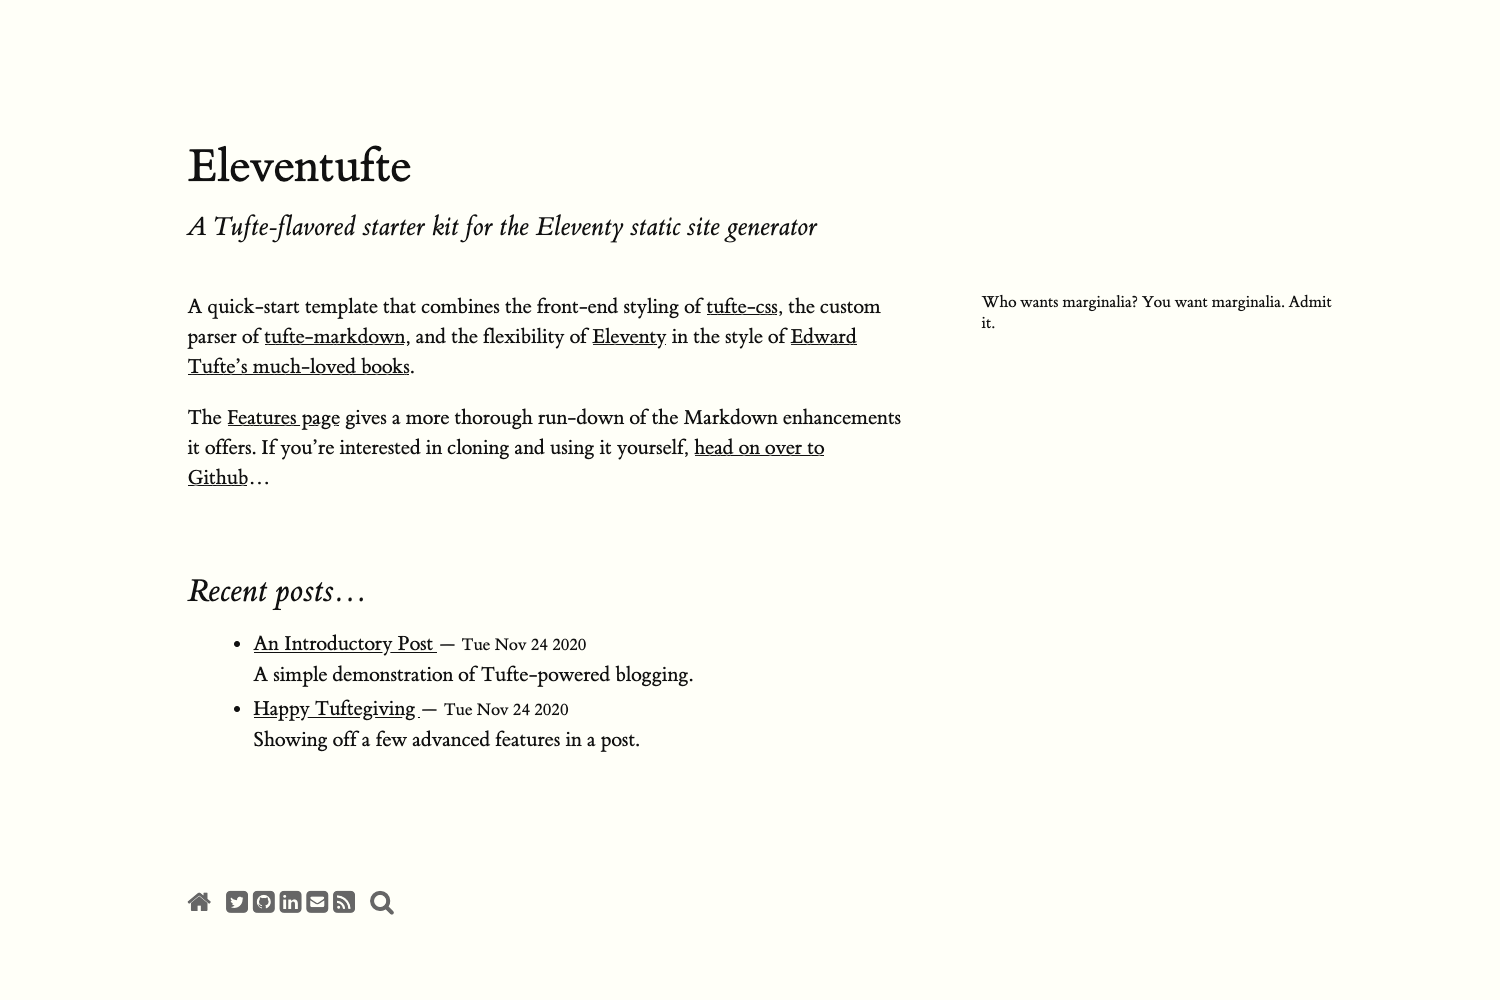 Eleventufte
A Tufte-flavored starter kit for the Eleventy static site generator
A quick-start template that combines the front-end styling of tufte-css, the custom
parser of tufte-markdown, and the flexibility of Eleventy in the style of Edward
Tufte’s much-loved books.
Who wants marginalia? You want marginalia. Admit
it.
The Features page gives a more thorough run-down of the Markdown enhancements
it offers. If you’re interested in cloning and using it yourself, head on over to
Github…
Recent posts…
• An Introductory Post — Tue Nov 24 2020
A simple demonstration of Tufte-powered blogging.
• Happy Tuftegiving — Tue Nov 24 2020
Showing off a few advanced features in a post.